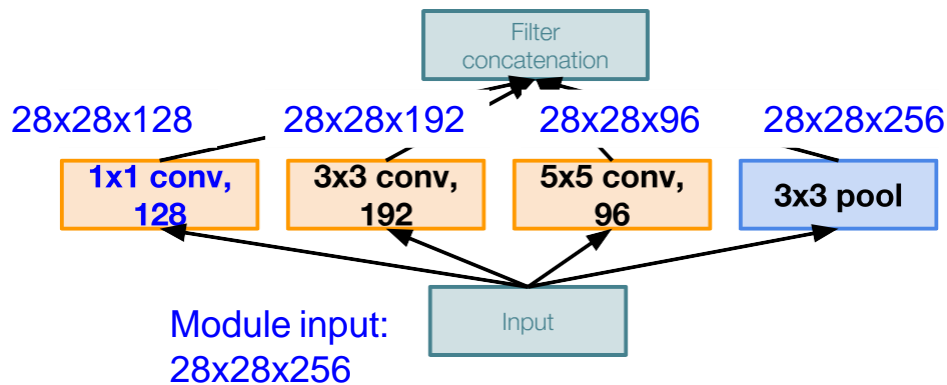 Filter
concatenation
28x28x128
28x28x192
28x28x96
28x28x256
1x1 conv,
128
3x3 conv,
192
5x5 conv,
96
3x3 pool
Input
Module input:
28x28x256